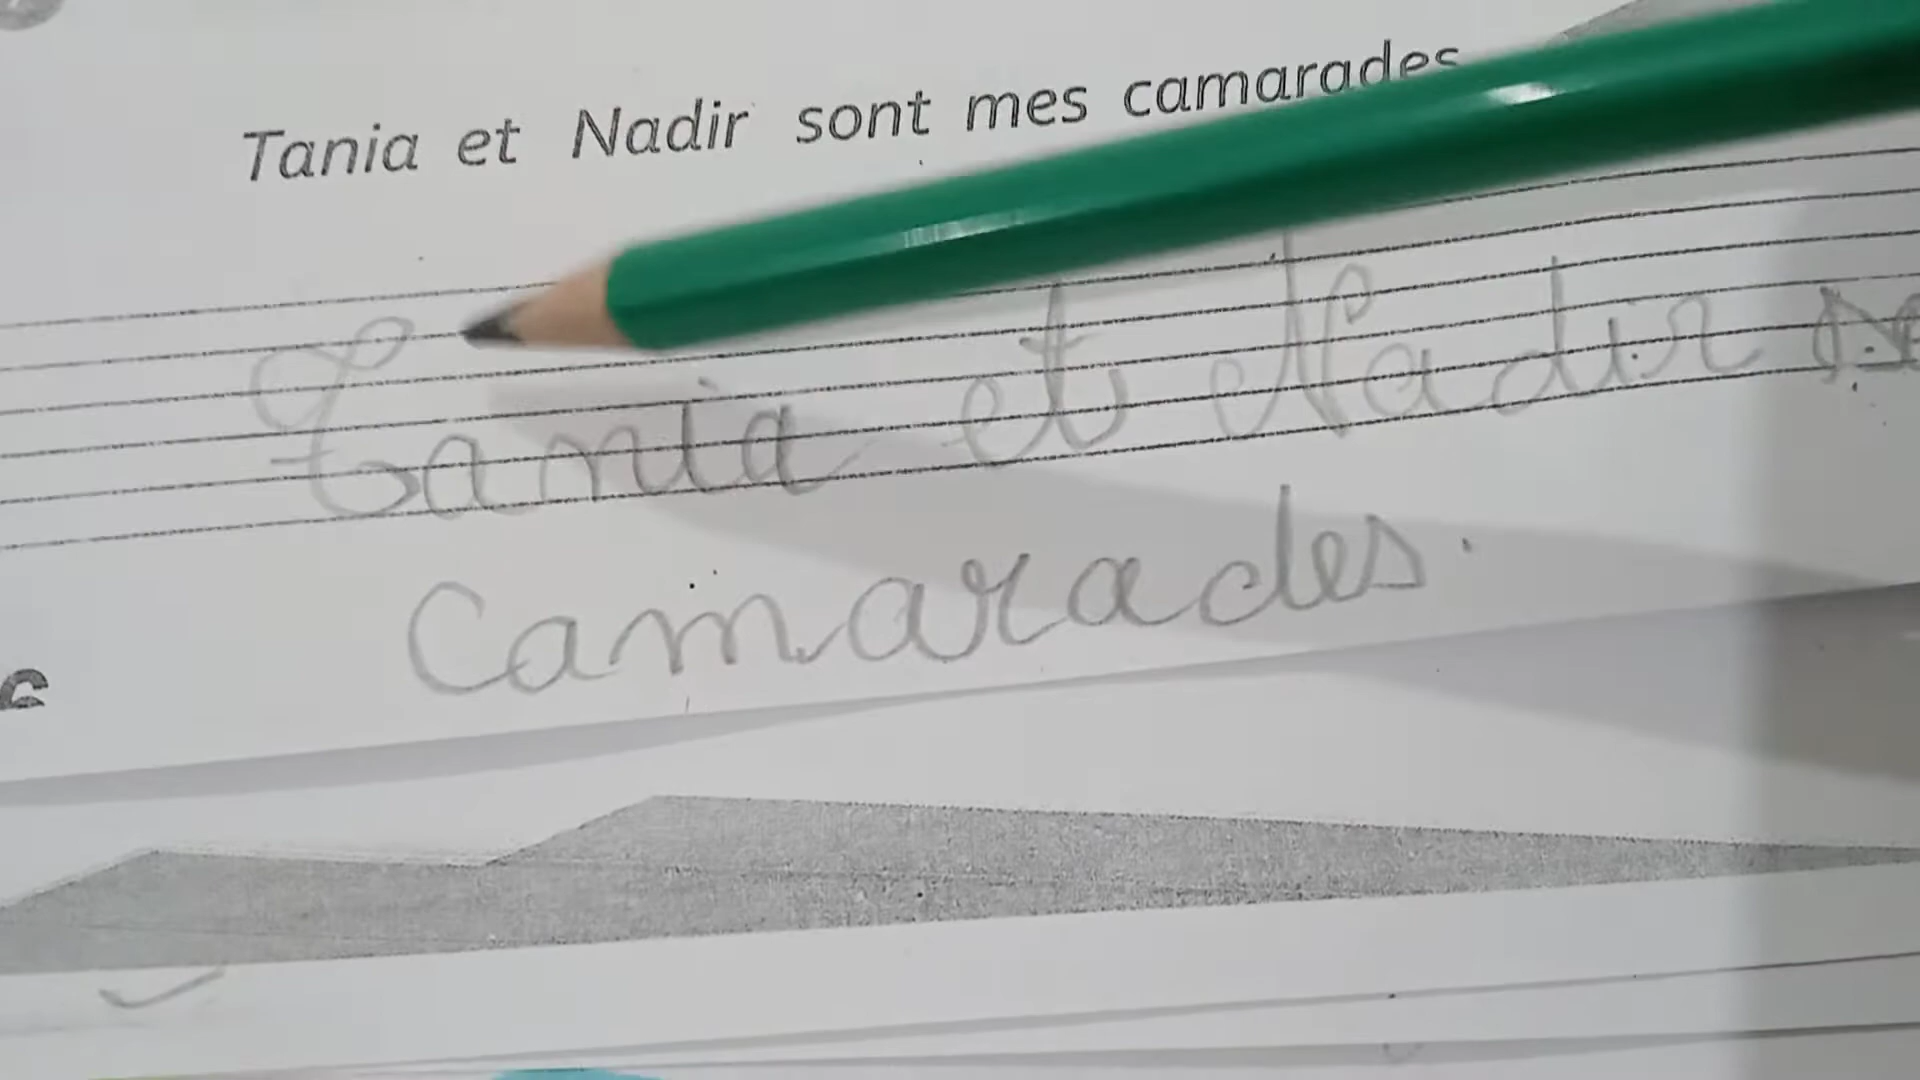 Tania et Nadir sont mes camarades
Tania et Nadir
Camarades.